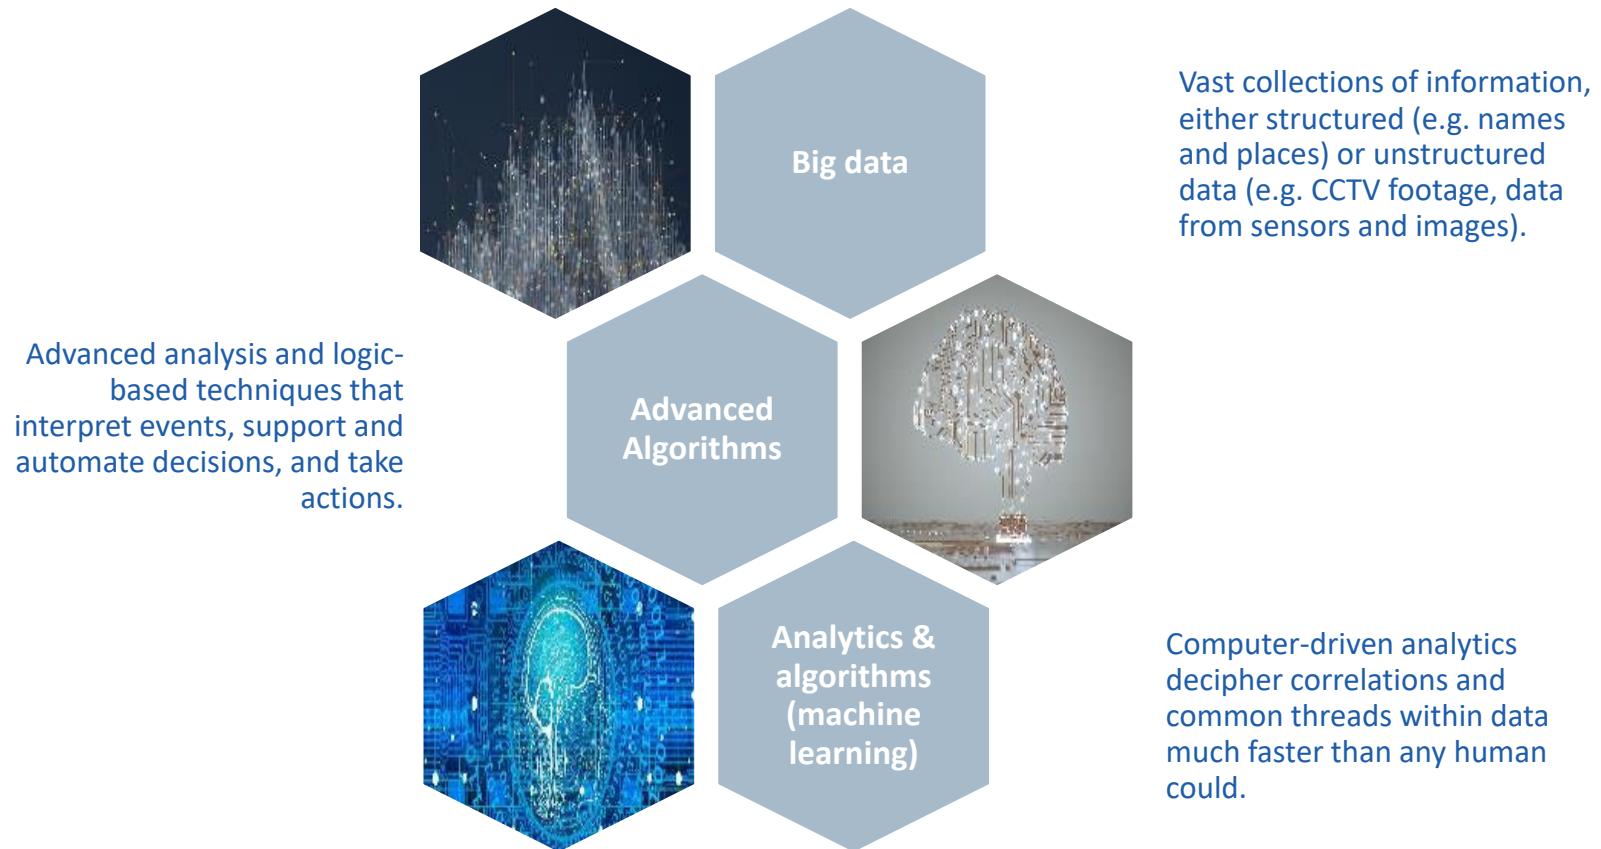 Big data
Vast collections of information,
either structured (e.g. names
and places) or unstructured
data (e.g. CCTV footage, data
from sensors and images).
Advanced analysis and logic-
based techniques that
interpret events, support and
automate decisions, and take
actions.
Advanced
Algorithms
Analytics &
algorithms
(machine
learning)
Computer-driven analytics
decipher correlations and
common threads within data
much faster than any human
could.